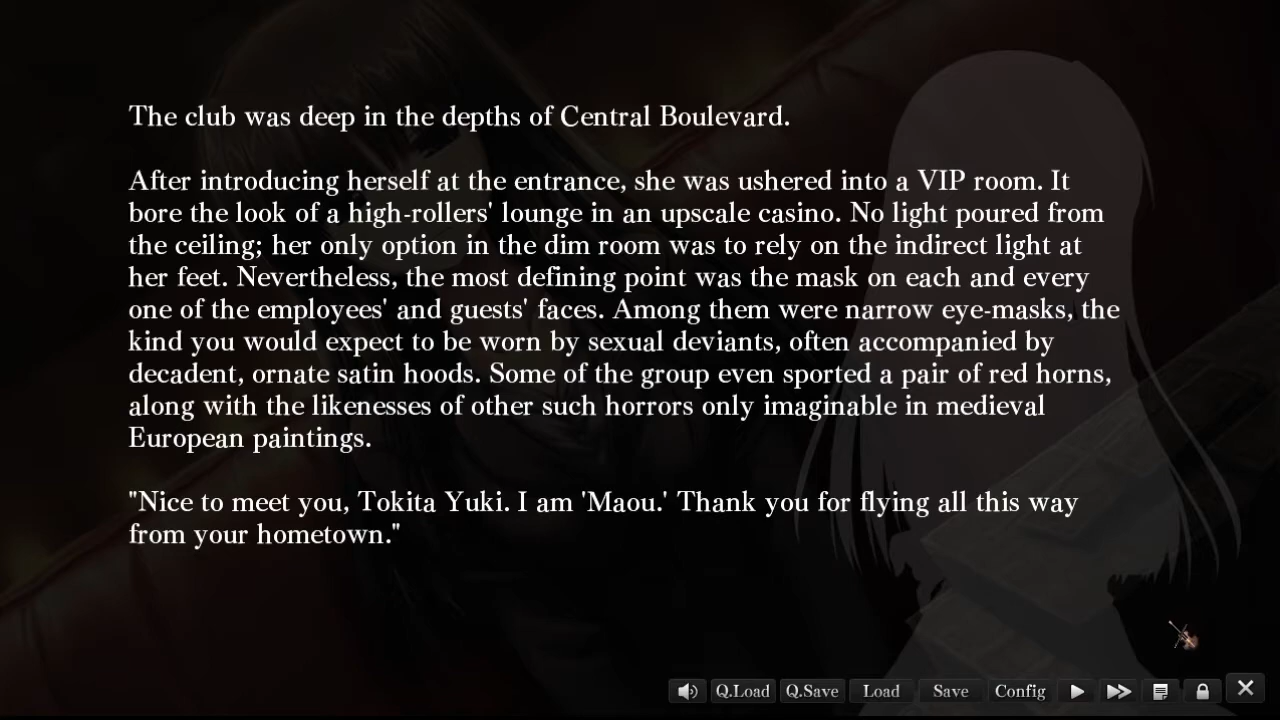 The club was deep in the depths of Central Boulevard.
After introducing herself at the entrance, she was ushered into a VIP room. It
bore the look of a high-rollers' lounge in an upscale casino. No light poured from
the ceiling; her only option in the dim room was to rely on the indirect light at
her feet. Nevertheless, the most defining point was the mask on each and every
one of the employees' and guests' faces. Among them were narrow eye-masks, the
kind you would expect to be worn by sexual deviants, often accompanied by
decadent, ornate satin hoods. Some of the group even sported a pair of red horns,
along with the likenesses of other such horrors only imaginable in medieval
European paintings.
"Nice to meet you, Tokita Yuki. I am 'Maou.' Thank you for flying all this way
from your hometown."
Q.Load Q.Save Load Save Config